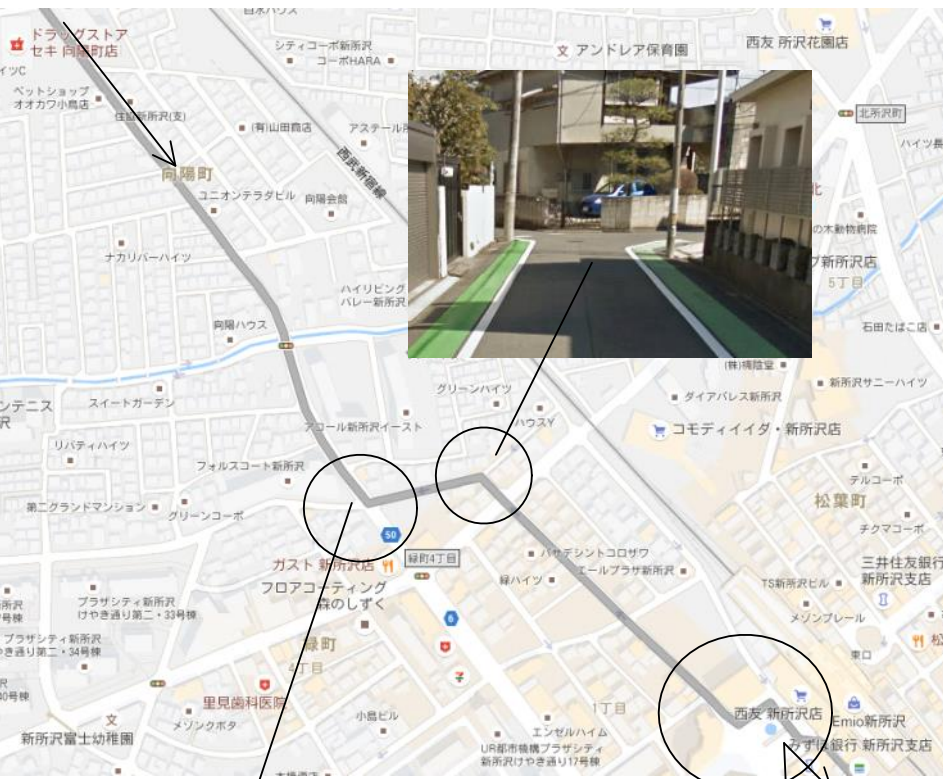 ドラッグストア
セキ 向陽町店
シティコーポ新所沢
コーポHARA
アンドレア保育園
西友 所沢花園店
ペットショップ
オオカワ小鳥店
住協新所沢(支)
(有)山田商店
北所沢町
西武新宿線
向陽町
ユニオンテラダビル
向陽会館
の木動物病院
ナカリバーハイツ
新所沢店
5丁目
ハイリビング
バレー新所沢
向陽ハウス
石田たばこ店
グリーンハイツ
ダイアパレス新所沢
新所沢サニーハイツ
スイートガーデン
ハウスY
コモディイイダ・新所沢店
アコール新所沢イースト
リバティハイツ
フォルスコート新所沢
テルコーポ
松葉町
第二グランドマンション
グリーンコーポ
チクマコーポ
50
緑町4丁目
ガスト 新所沢店
パサデシントコロザワ
エールプラザ新所沢
三井住友銀行
新所沢支店
フロアコーティング
森のしずく
緑ハイツ
TS新所沢ビル
プラザシティ新所沢
けやき通り第二・33号棟
6
メゾンプレール
プラザシティ新所沢
けやき通り第二・34号棟
緑町
4丁目
東口
里見歯科医院
1丁目
西友 新所沢店
Emio新所沢
メゾンクボタ
小島ビル
新所沢富士幼稚園
エンゼルハイム
UR都市機構プラザシティ
新所沢けやき通り17号棟
みずほ銀行 新所沢支店